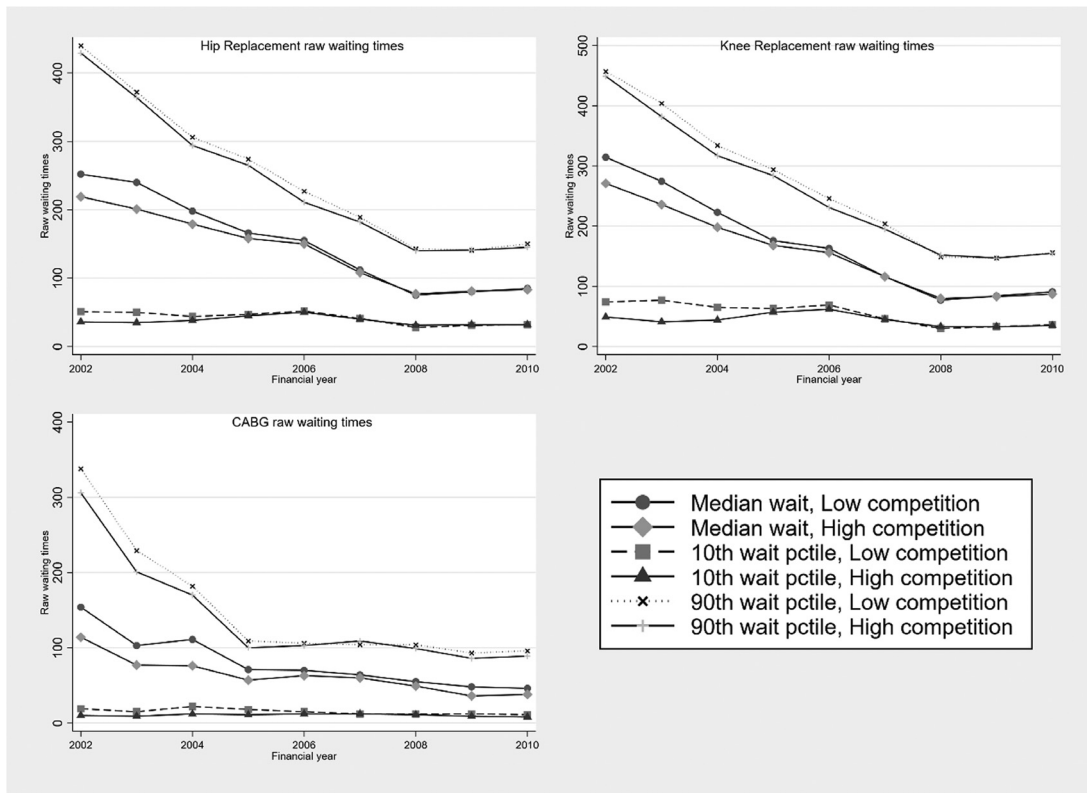 Hip Replacement raw waiting times
Raw waiting times
400
300
200
100
0
2002 2004 2006 2008 2010
Financial year
Knee Replacement raw waiting times
Raw waiting times
500
400
300
200
100
0
2002 2004 2006 2008 2010
Financial year
CABG raw waiting times
Raw waiting times
400
300
200
100
0
2002 2004 2006 2008 2010
Financial year
Median wait, Low competition
Median wait, High competition
10th wait pctile, Low competition
10th wait pctile, High competition
90th wait pctile, Low competition
90th wait pctile, High competition